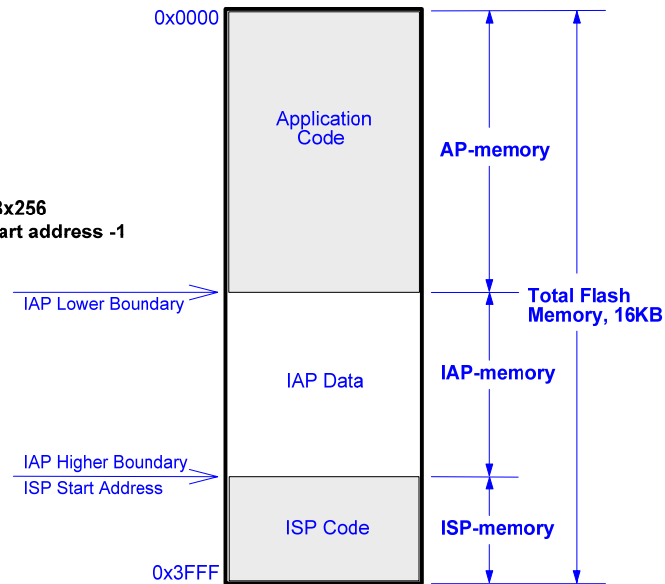 0x0000
Application
Code
AP-memory
x256
art address -1
IAP Lower Boundary
Total Flash
Memory, 16KB
IAP Data
IAP-memory
IAP Higher Boundary
ISP Start Address
ISP Code
ISP-memory
0x3FFF